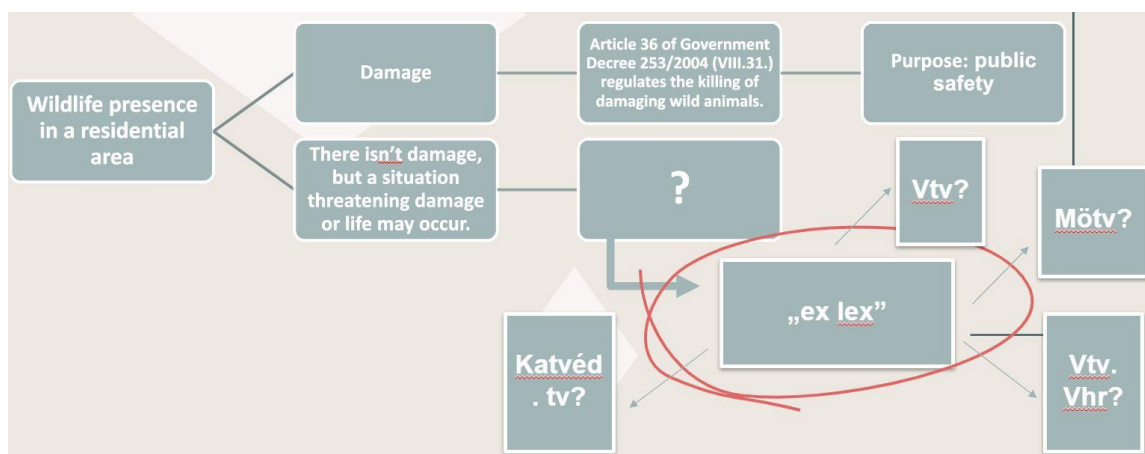 Wildlife presence
in a residential
area
Damage
Article 36 of Government
Decree 253/2004 (VIII.31.)
regulates the killing of
damaging wild animals.
Purpose: public
safety
There isn't damage,
but a situation
threatening damage
or life may occur.
?
Vtv?
Mötv?
„ex lex”
Katvéd
. tv?
Vtv.
Vhr?